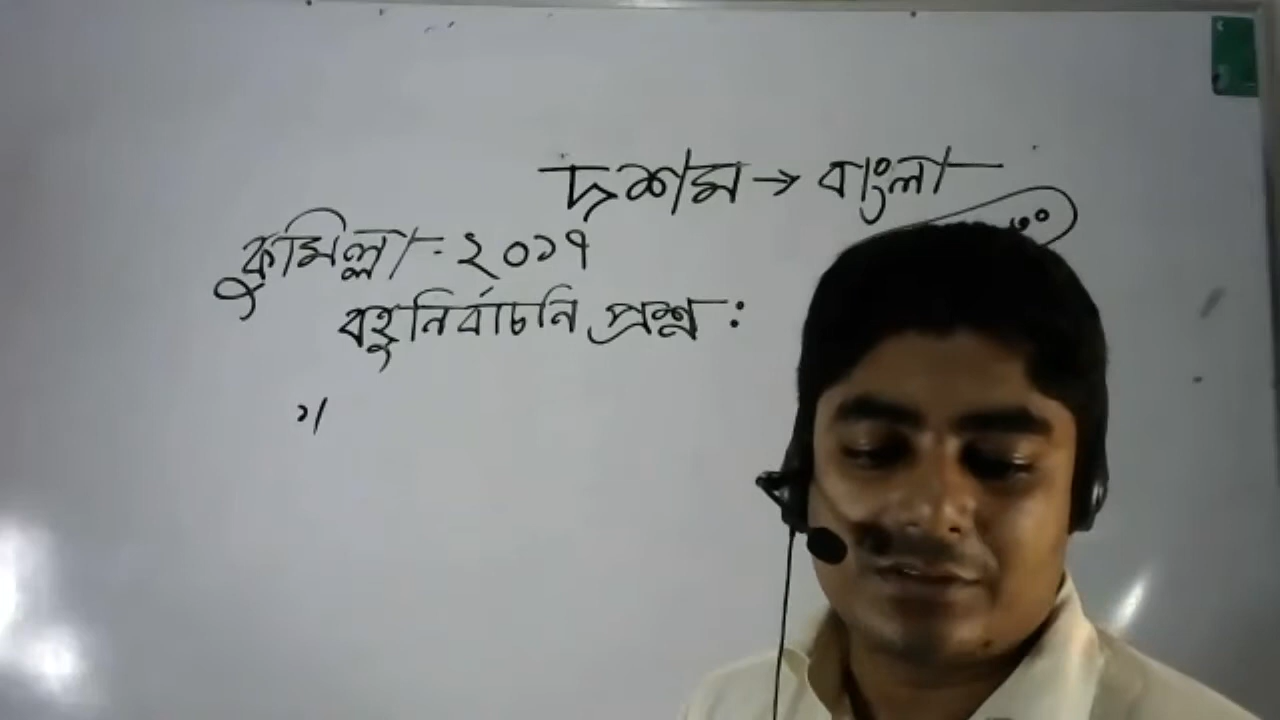 দশম → বাংলা
কুমিল্লা - ২০১৭
বহুনির্বাচনি প্রশ্ন :
১।